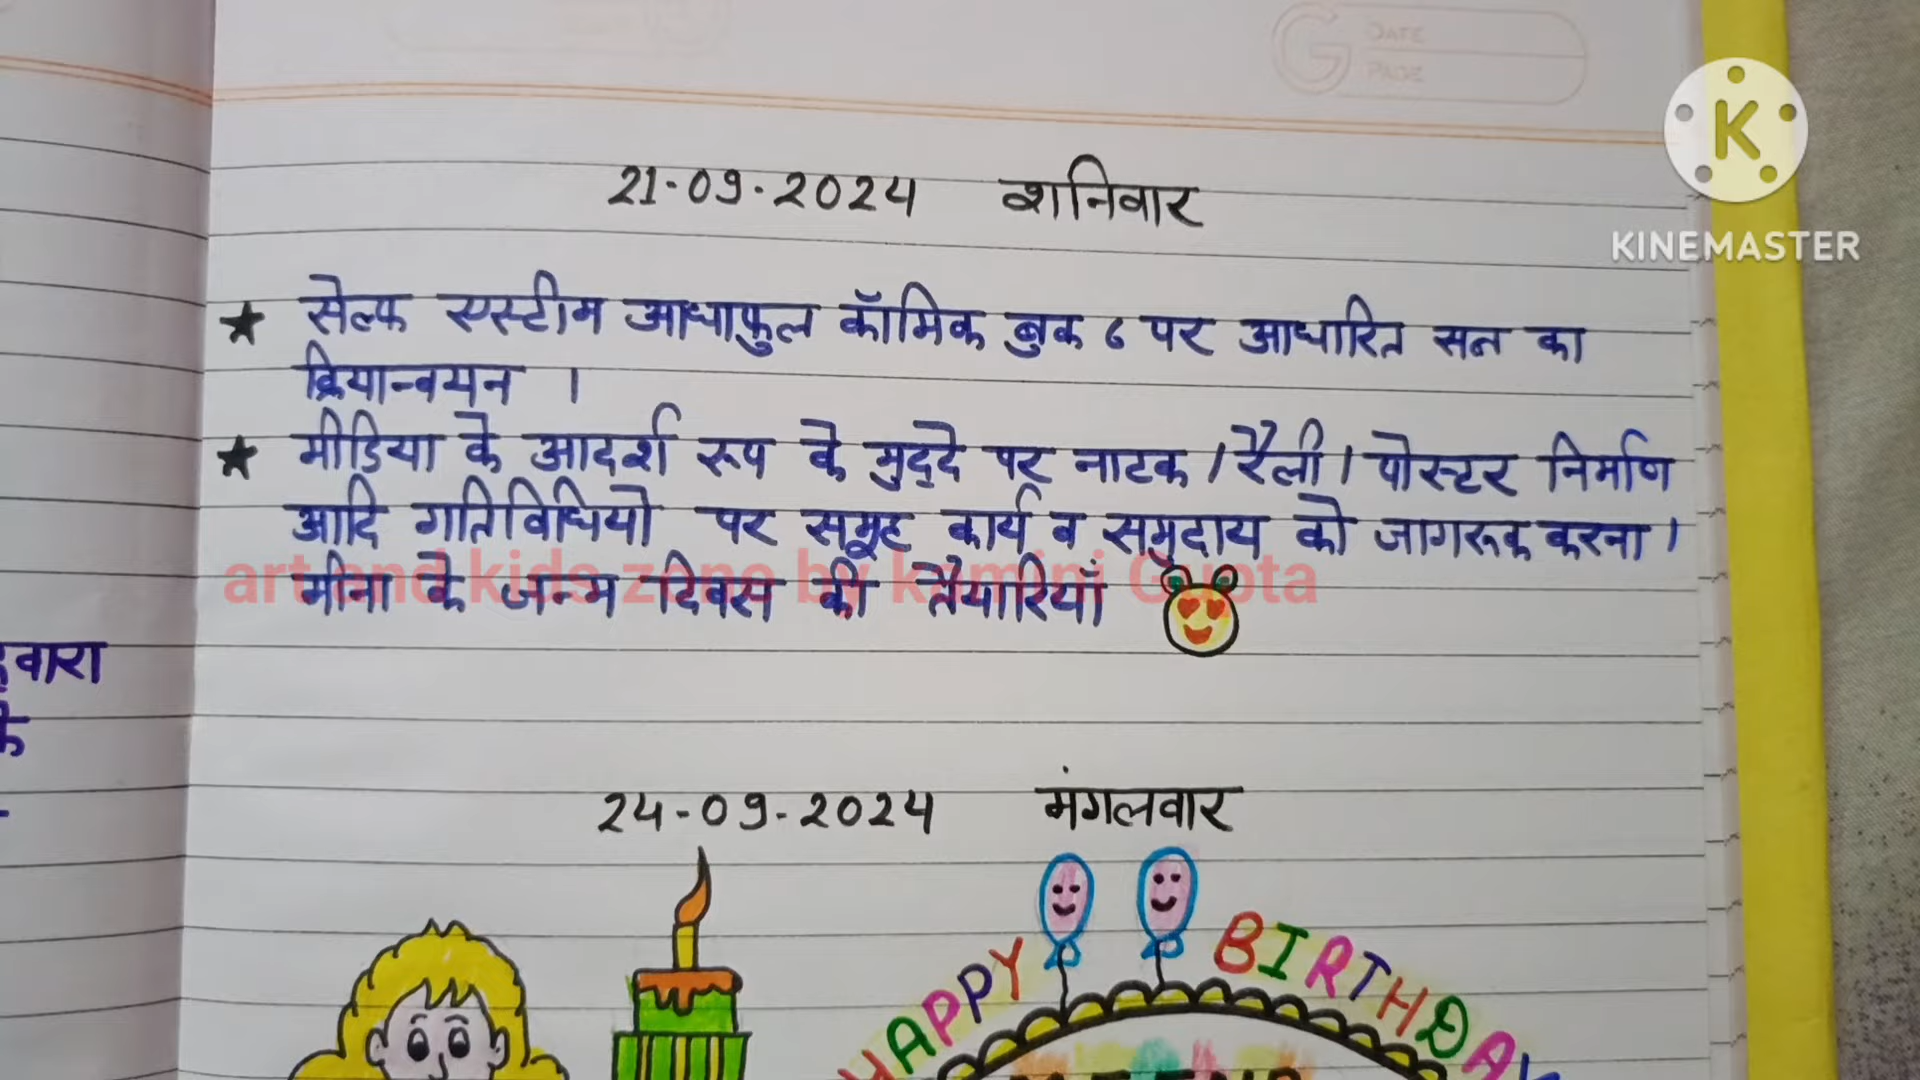 DATE
PAGE
K
KINEMASTER
21-09-2024 शनिवार
★ सेल्फ एस्टीम आधाफुल कॉमिक बुक 6 पर आधारित सत्र का
क्रियान्वयन ।
★ मीडिया के आदर्श रूप के मुद्दे पर नाटक / रैली / पोस्टर निर्माण
आदि गतिविधियो पर समूह कार्य व समुदाय को जागरूक करना ।
art and kids zone by kamini Gupta
मीना के जन्म दिवस की तैयारियाँ
द्वारा
के
24-09-2024 मंगलवार
HAPPY BIRTHDAY